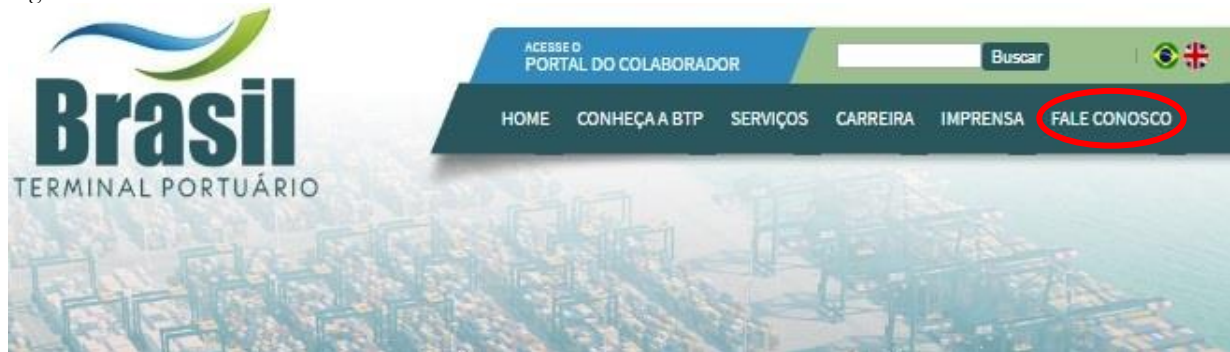 ACESSE O
PORTAL DO COLABORADOR
Buscar
Brasil
TERMINAL PORTUÁRIO
HOME CONHEÇA A BTP SERVIÇOS CARREIRA IMPRENSA FALE CONOSCO